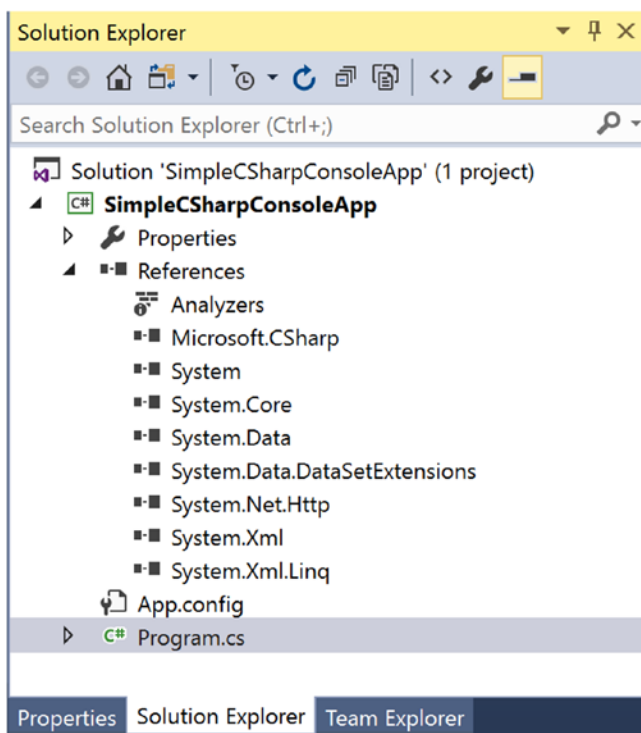 Solution Explorer
Search Solution Explorer (Ctrl+;)
Solution 'SimpleCSharpConsoleApp' (1 project)
C# SimpleCSharpConsoleApp
Properties
References
Analyzers
Microsoft.CSharp
System
System.Core
System.Data
System.Data.DataSetExtensions
System.Net.Http
System.Xml
System.Xml.Linq
App.config
C# Program.cs
Properties Solution Explorer Team Explorer